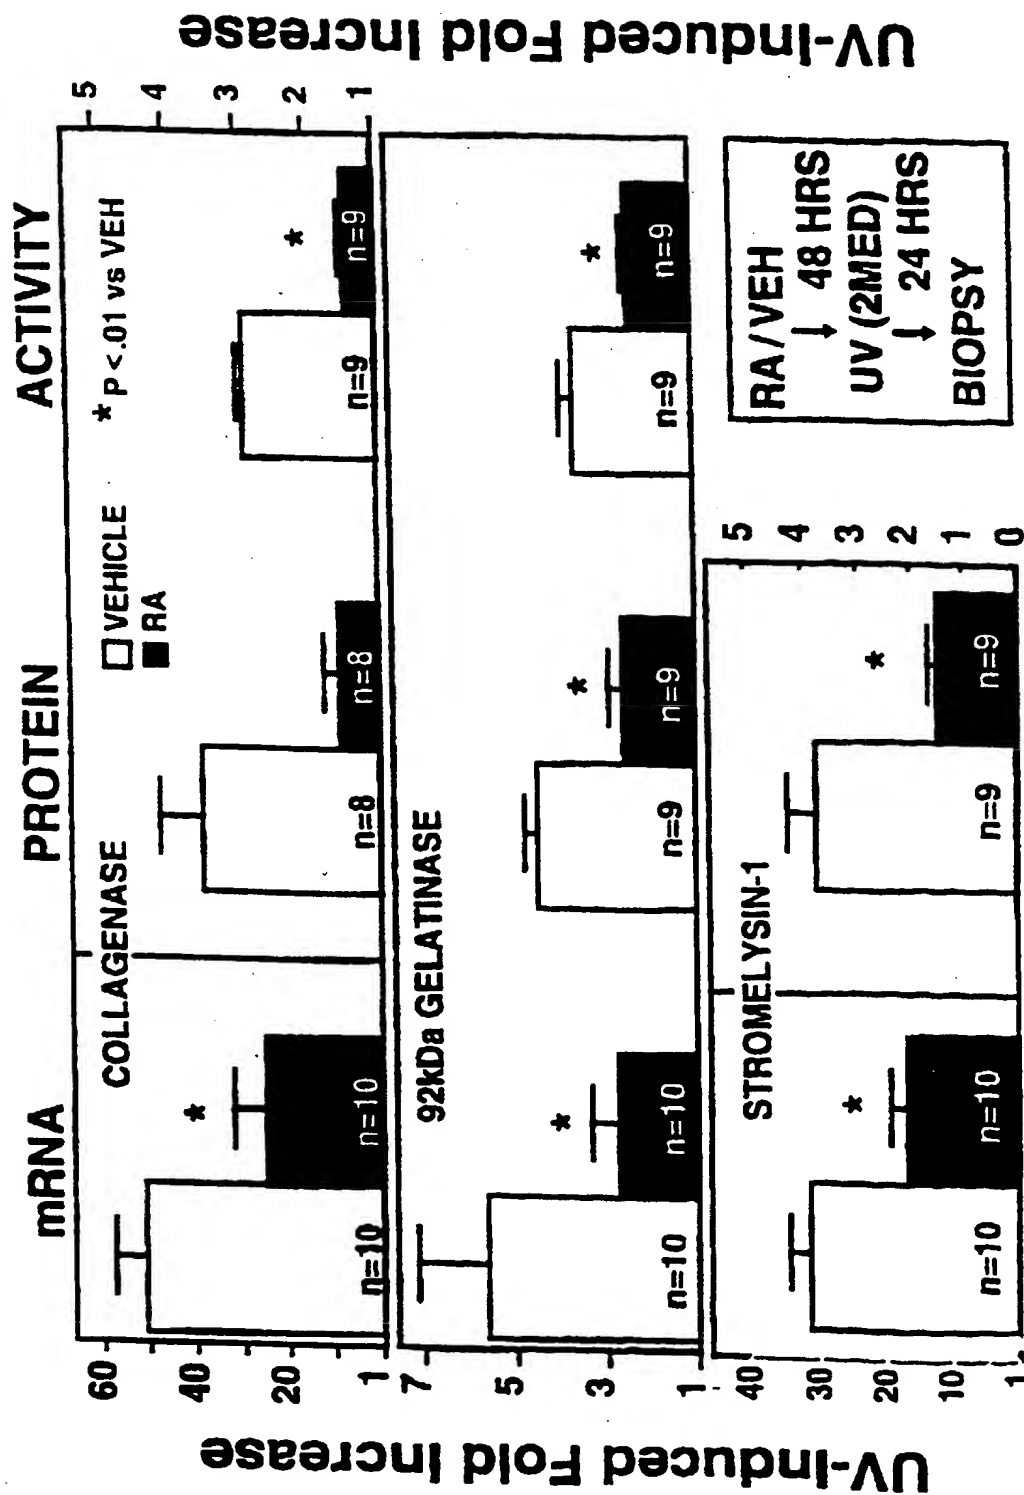 mRNA PROTEIN ACTIVITY
UV-Induced Fold Increase
60
40
20
1
COLLAGENASE
VEHICLE
RA
* P <.01 vs VEH
*
*
n=10
n=10
n=8
n=8
n=9
n=9
5
4
3
2
1
UV-Induced Fold Increase
7
5
3
1
92kDa GELATINASE
*
*
*
n=10
n=10
n=9
n=9
n=9
n=9
40
30
20
10
1
STROMELYSIN-1
*
*
n=10
n=10
n=9
n=9
5
4
3
2
1
0
RA/VEH
↓ 48 HRS
UV (2MED)
↓ 24 HRS
BIOPSY